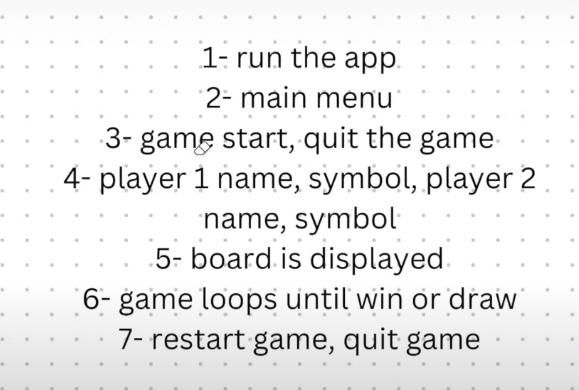 1- run the app
2- main menu
3- game start, quit the game
4- player 1 name, symbol, player 2
name, symbol
5- board is displayed
6- game loops until win or draw
7- restart game, quit game